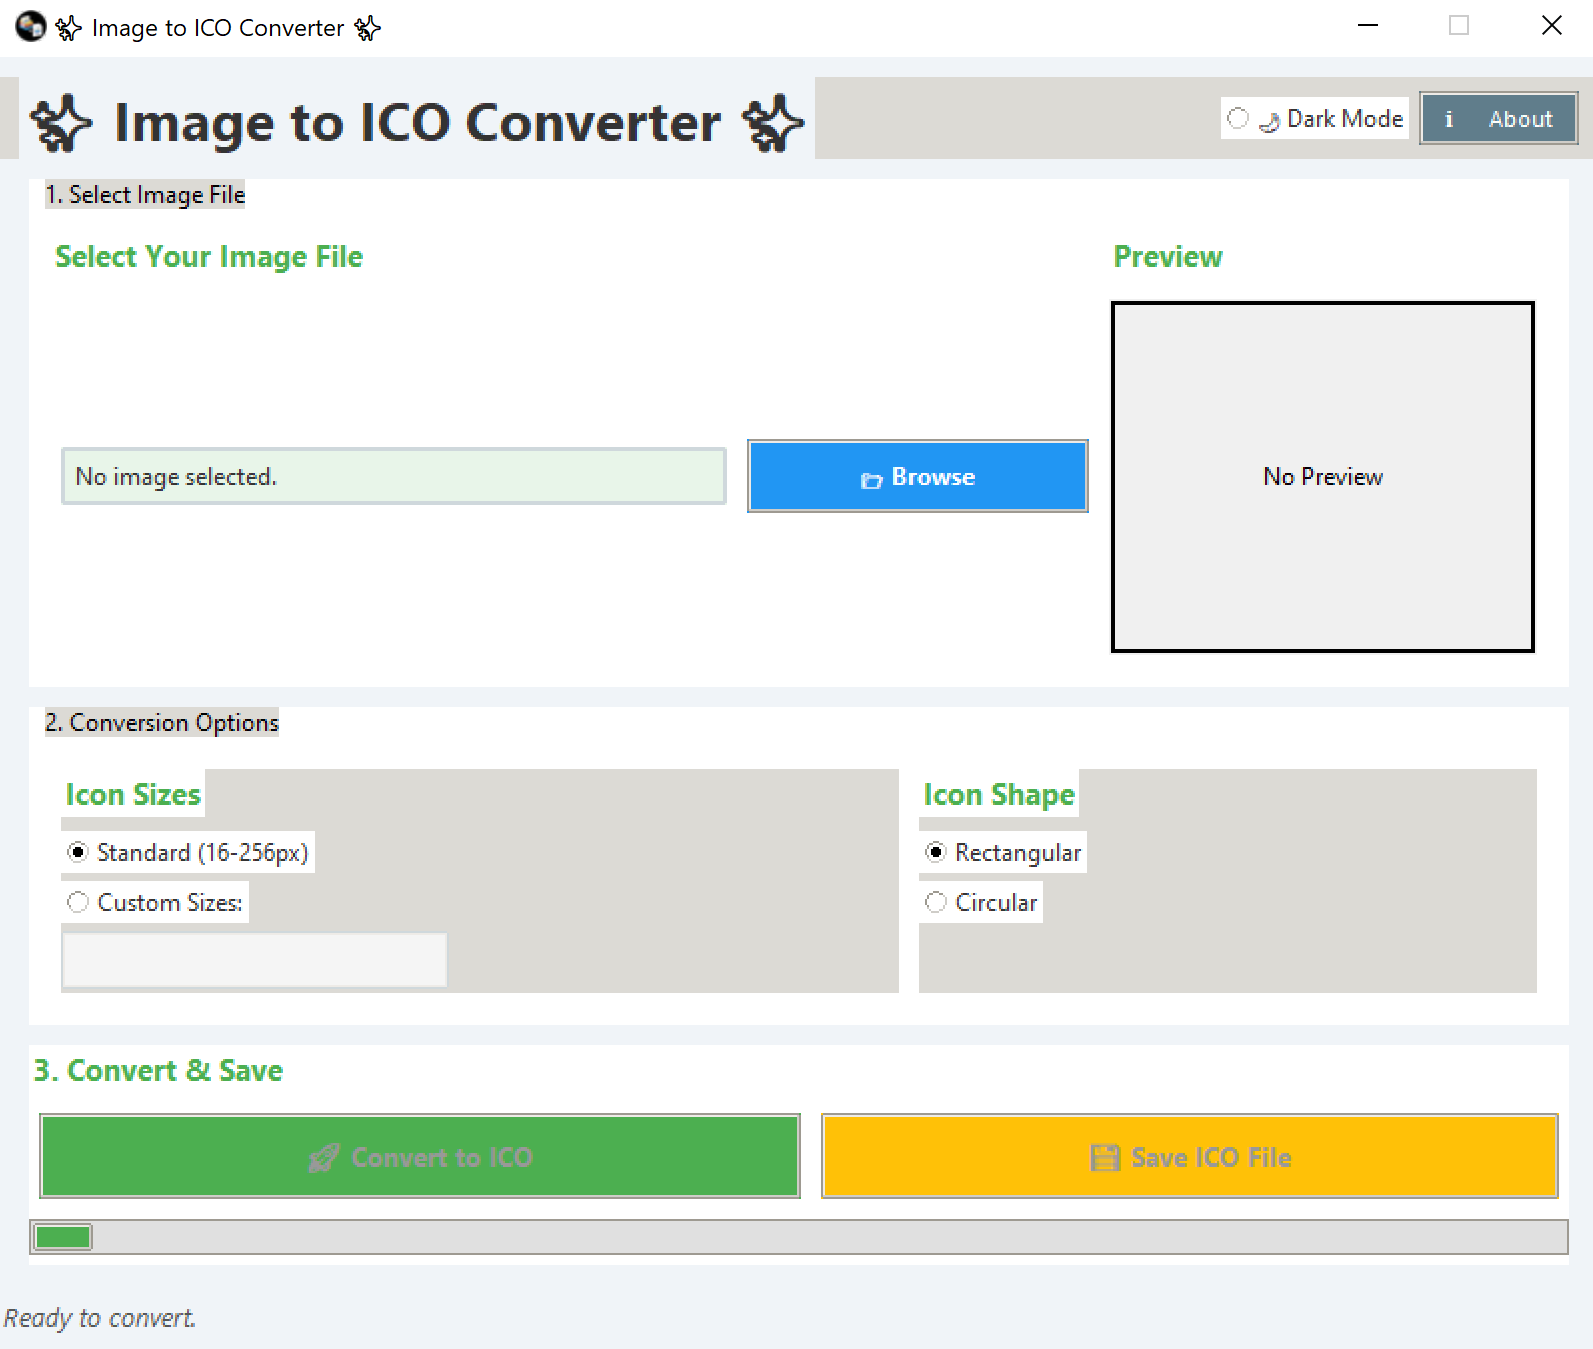 ✨ Image to ICO Converter ✨
✨ Image to ICO Converter ✨
🌙 Dark Mode
ℹ About
1. Select Image File
Select Your Image File
Preview
No image selected.
📂 Browse
No Preview
2. Conversion Options
Icon Sizes
Icon Shape
Standard (16-256px)
Rectangular
Custom Sizes:
Circular
3. Convert & Save
🚀 Convert to ICO
💾 Save ICO File
Ready to convert.